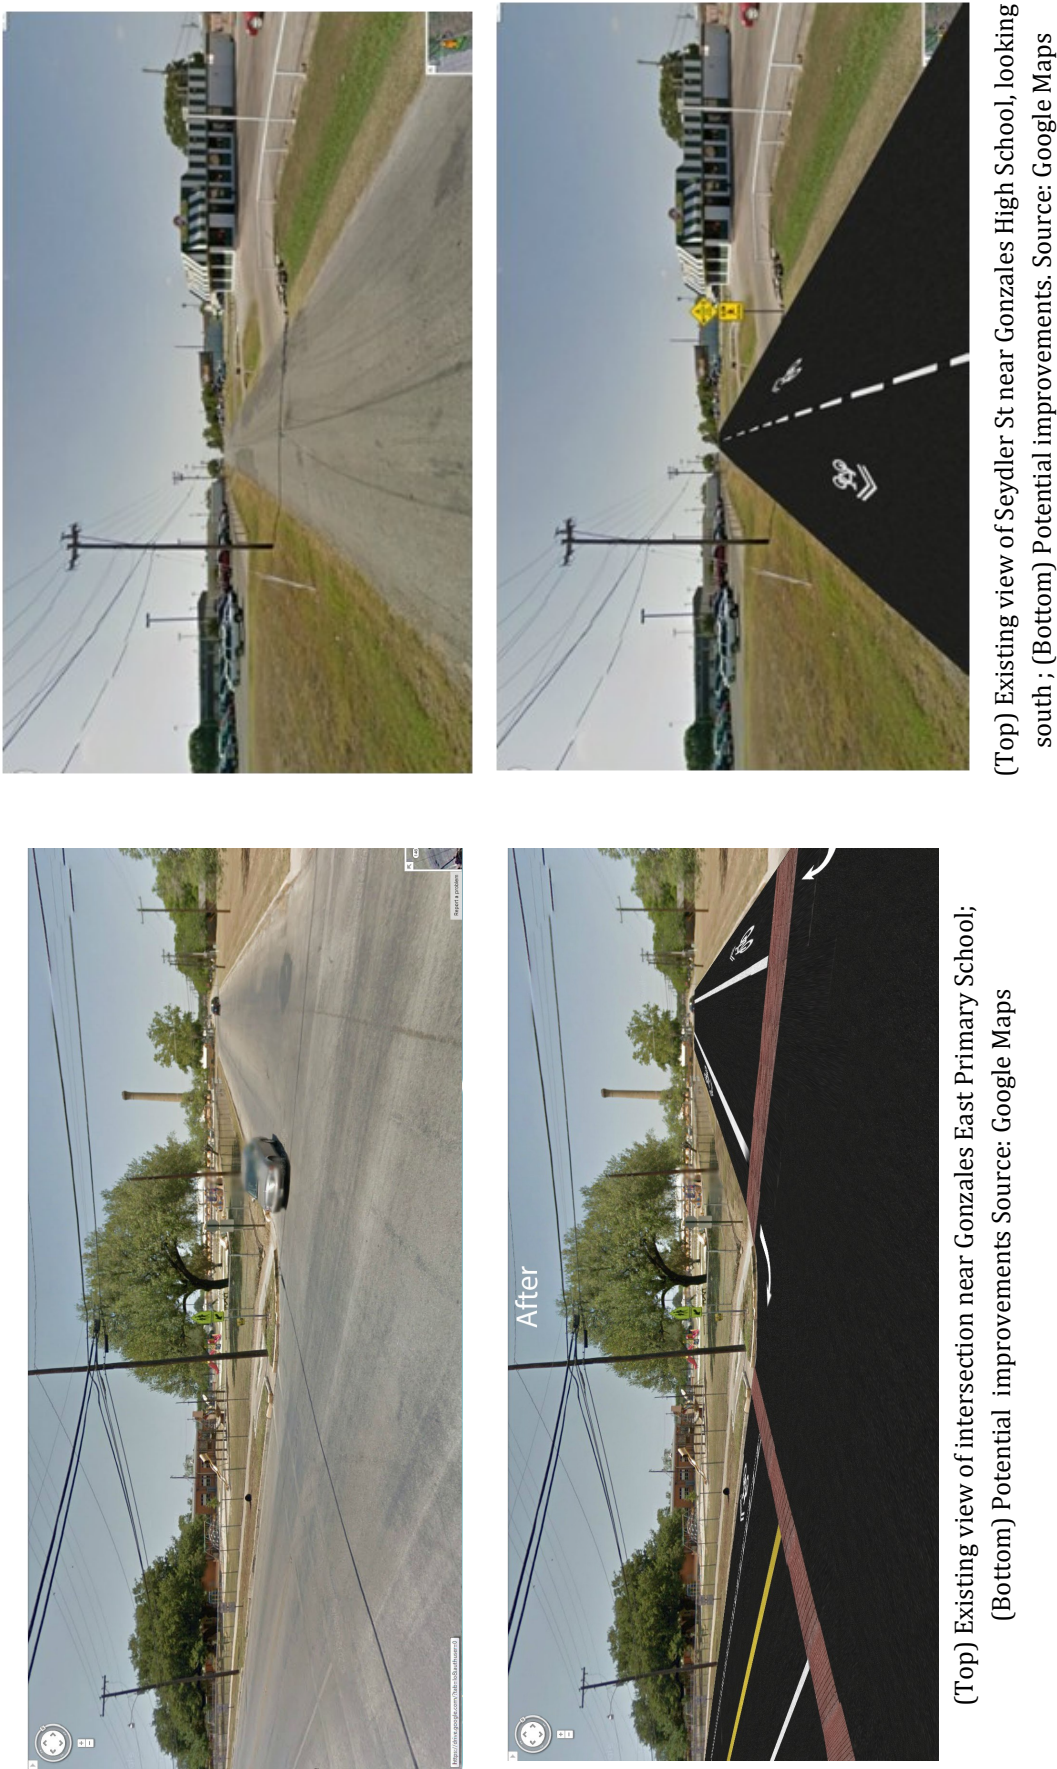 After
Report a problem
(Top) Existing view of intersection near Gonzales East Primary School;
(Bottom) Potential improvements Source: Google Maps
(Top) Existing view of Seydler St near Gonzales High School, looking
south ; (Bottom) Potential improvements. Source: Google Maps